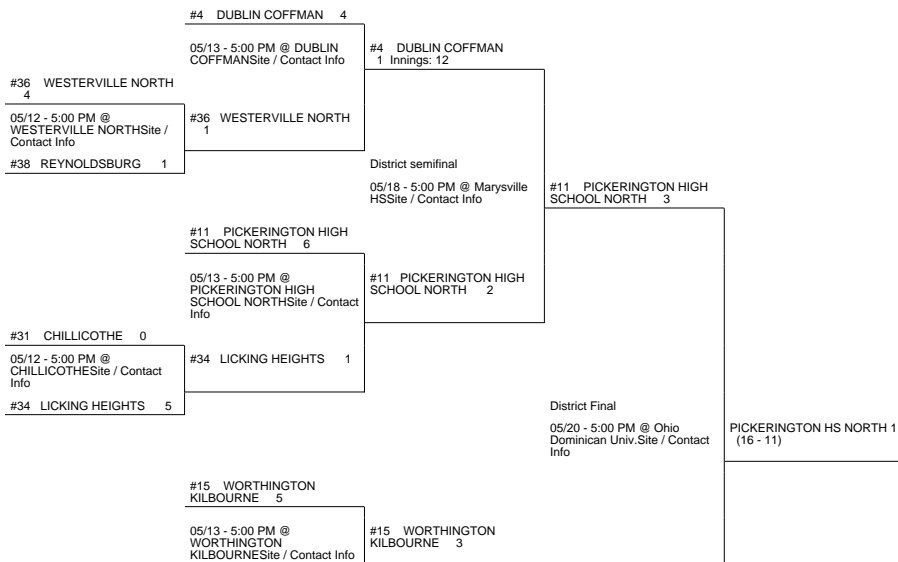 #4 DUBLIN COFFMAN 4
05/13 - 5:00 PM @ DUBLIN
COFFMANSite / Contact Info
#4 DUBLIN COFFMAN
1 Innings: 12
#36 WESTERVILLE NORTH
4
05/12 - 5:00 PM @
WESTERVILLE NORTHSite /
Contact Info
#36 WESTERVILLE NORTH
1
#38 REYNOLDSBURG 1
District semifinal
05/18 - 5:00 PM @ Marysville
HSSite / Contact Info
#11 PICKERINGTON HIGH
SCHOOL NORTH 3
#11 PICKERINGTON HIGH
SCHOOL NORTH 6
05/13 - 5:00 PM @
PICKERINGTON HIGH
SCHOOL NORTHSite / Contact
Info
#11 PICKERINGTON HIGH
SCHOOL NORTH 2
#31 CHILLICOTHE 0
05/12 - 5:00 PM @
CHILLICOTHESite / Contact
Info
#34 LICKING HEIGHTS 1
#34 LICKING HEIGHTS 5
District Final
05/20 - 5:00 PM @ Ohio
Dominican Univ.Site / Contact
Info
PICKERINGTON HS NORTH 1
(16 - 11)
#15 WORTHINGTON
KILBOURNE 5
05/13 - 5:00 PM @
WORTHINGTON
KILBOURNESite / Contact Info
#15 WORTHINGTON
KILBOURNE 3